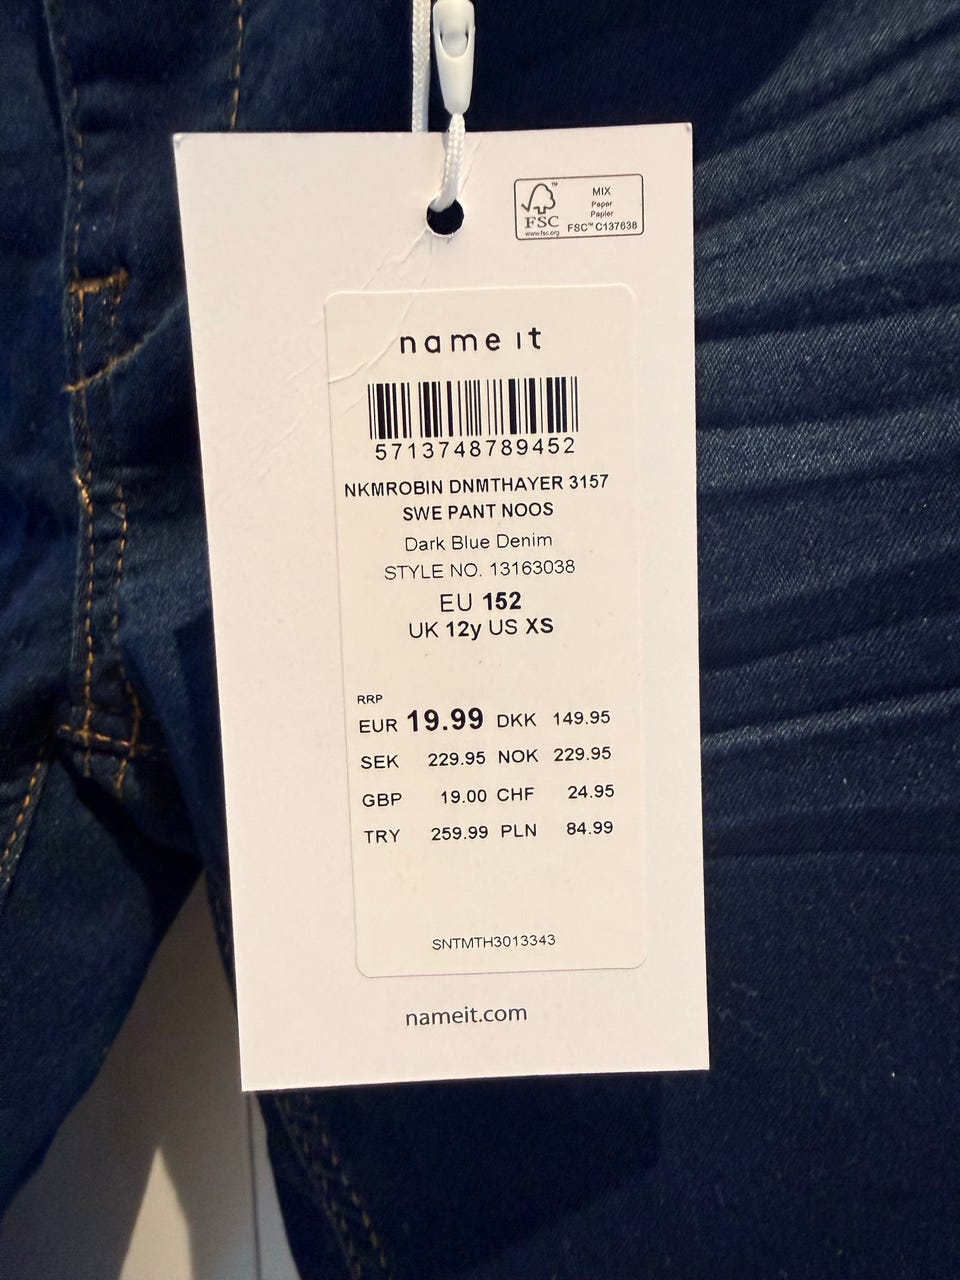 MIX
Paper
Papier
FSC™ C137638
™
FSC
www.fsc.org
name it
5713748789452
NKMROBIN DNMTHAYER 3157
SWE PANT NOOS
Dark Blue Denim
STYLE NO. 13163038
EU 152
UK 12y US XS
RRP
EUR 19.99 DKK 149.95
SEK 229.95 NOK 229.95
GBP 19.00 CHF 24.95
TRY 259.99 PLN 84.99
SNTMTH3013343
nameit.com